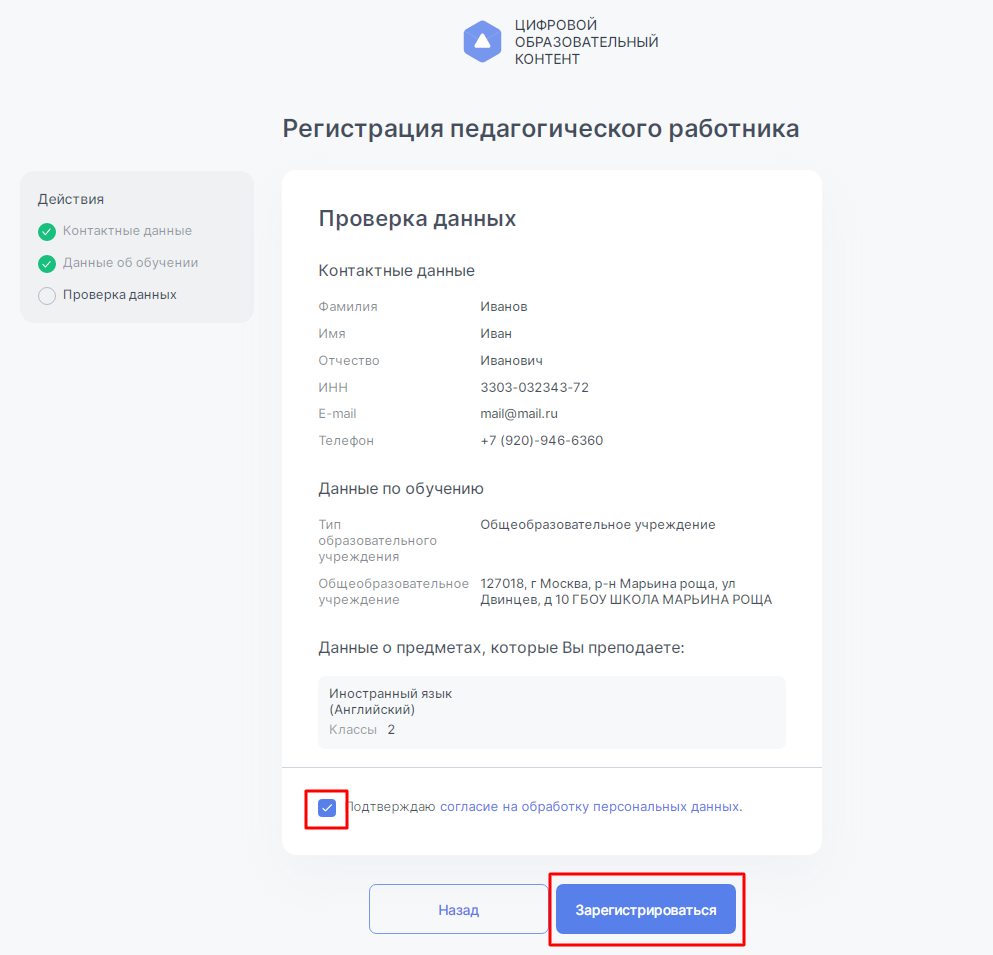 ЦИФРОВОЙ
ОБРАЗОВАТЕЛЬНЫЙ
КОНТЕНТ
Регистрация педагогического работника
Действия
Контактные данные
Данные об обучении
Проверка данных
Проверка данных
Контактные данные
Фамилия Иванов
Имя Иван
Отчество Иванович
ИНН 3303-032343-72
E-mail mail@mail.ru
Телефон +7 (920)-946-6360
Данные по обучению
Тип Общеобразовательное учреждение
образовательного
учреждения
Общеобразовательное 127018, г Москва, р-н Марьина роща, ул
учреждение Двинцев, д 10 ГБОУ ШКОЛА МАРЬИНА РОЩА
Данные о предметах, которые Вы преподаете:
Иностранный язык
(Английский)
Классы 2
Подтверждаю согласие на обработку персональных данных.
Назад Зарегистрироваться